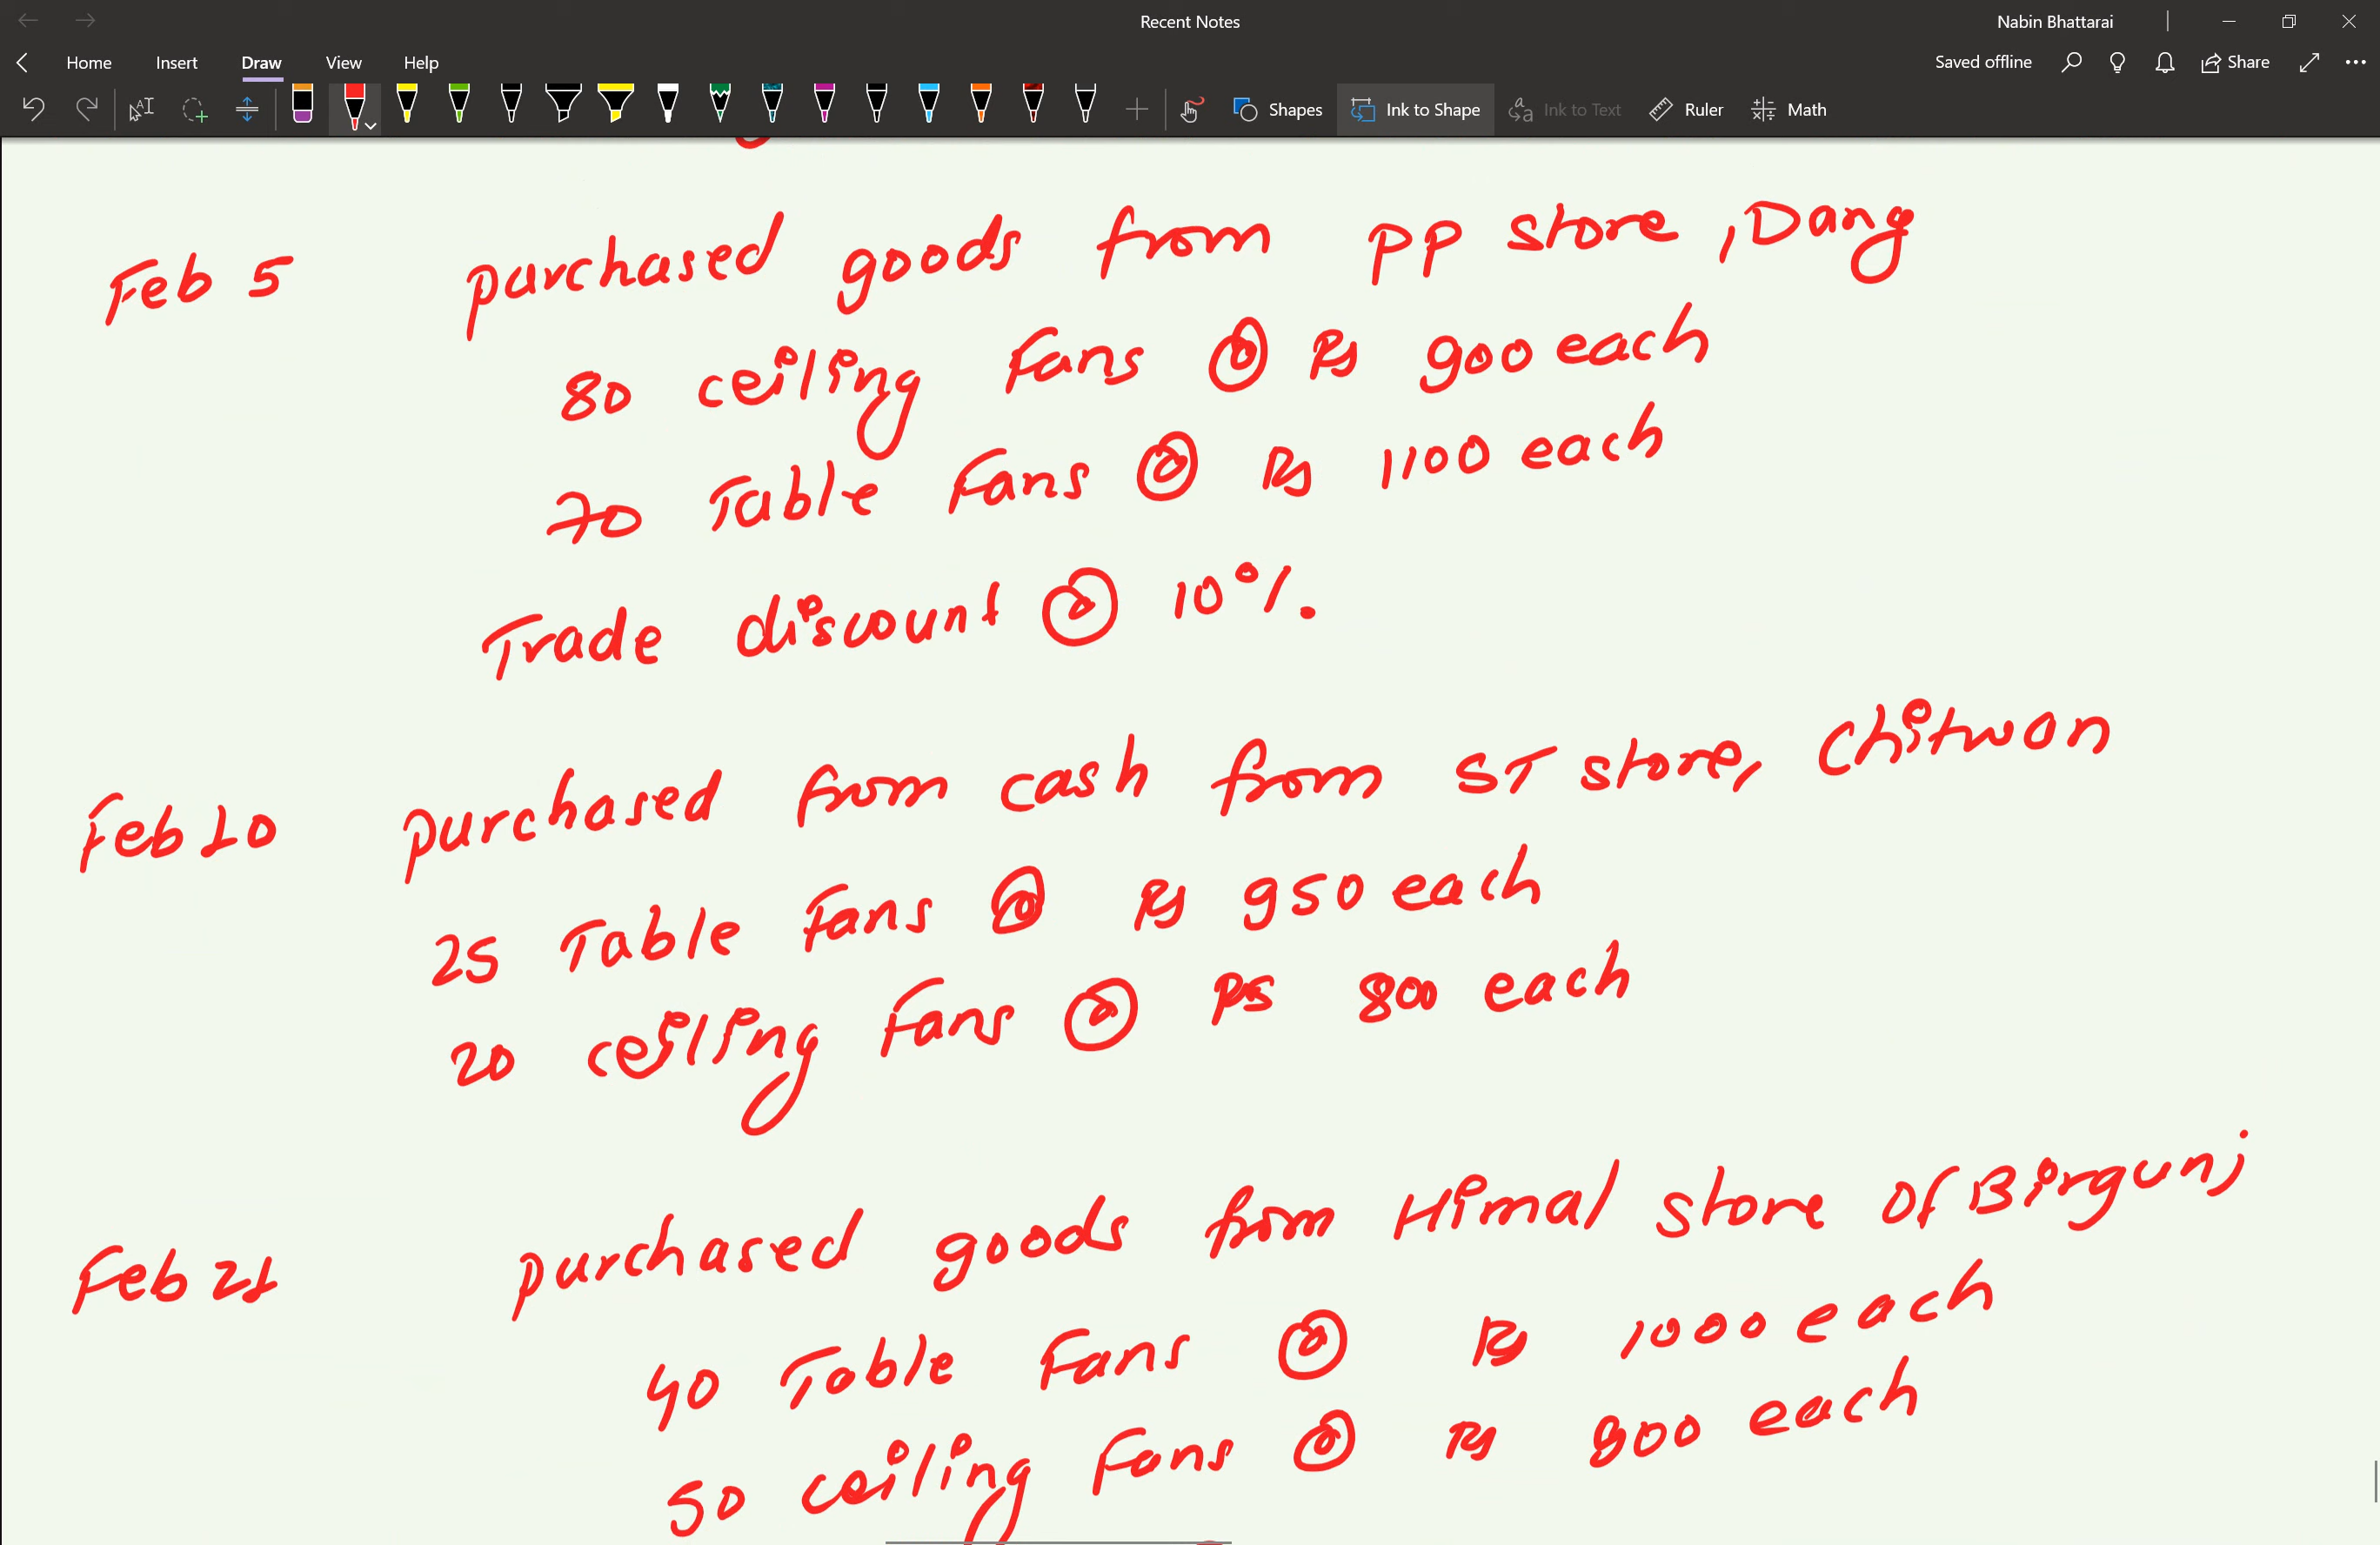 Recent Notes
Nabin Bhattarai
Home Insert Draw View Help
Saved offline
Share
Shapes
Ink to Shape
Ink to Text
Ruler
Math
Feb 5 purchased goods from pp store, Dang
80 ceiling Fans @ Rs 900 each
70 Table Fans @ Rs 1100 each
Trade discount @ 10%.
Feb 10 purchased from cash from ST store, Chitwan
25 Table Fans @ Rs 950 each
20 ceiling Fans @ Rs 800 each
Feb 21 purchased goods from Himal store of Birgunj
40 Table Fans @ Rs 1000 each
50 ceiling Fans @ Rs each